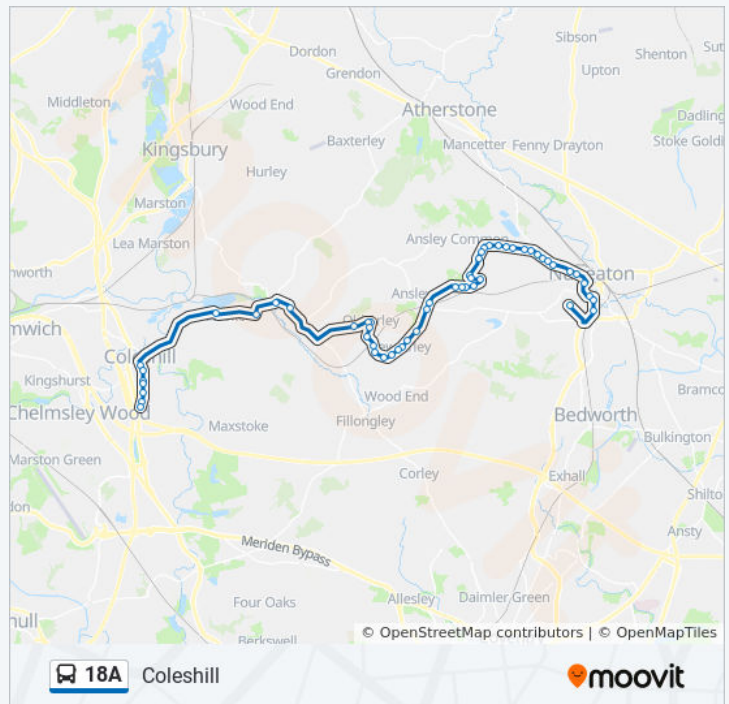 Sibson
Dordon
Shenton
Sut
Grendon
Upton
Middleton
Wood End
Atherstone
Dadling
Kingsbury
Baxterley
Mancetter
Fenny Drayton
Stoke Goldi
Hurley
Marston
Lea Marston
Ansley Common
nworth
Nuneaton
Ansley
mwich
Coleshill
Kingshurst
Wood End
Bramco
Chelmsley Wood
Maxstoke
Fillongley
Bedworth
Bulkington
Marston Green
Corley
Exhall
Shilto
don
Ansty
Meriden Bypass
Four Oaks
Allesley
Daimler Green
hull
Berkswell
© OpenStreetMap contributors | © OpenMapTiles
18A Coleshill
moovit